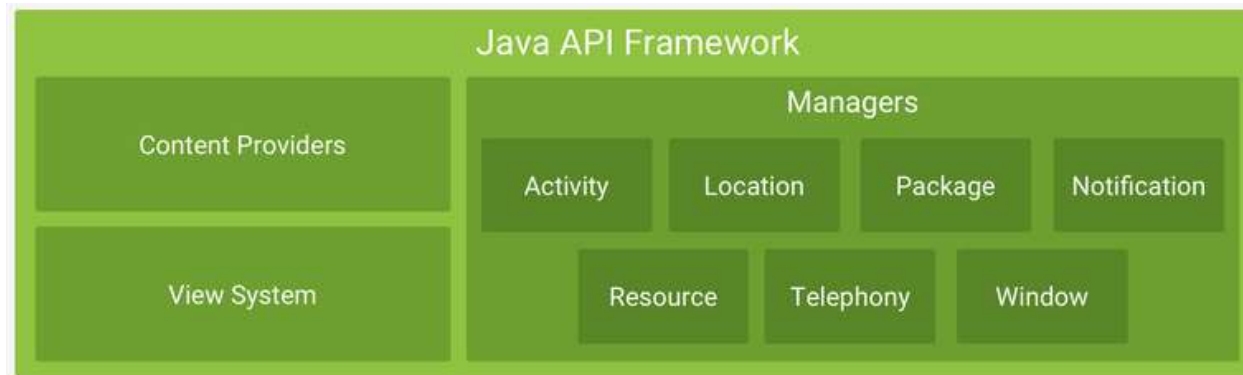 Java API Framework
Content Providers
View System
Managers
Activity
Location
Package
Notification
Resource
Telephony
Window